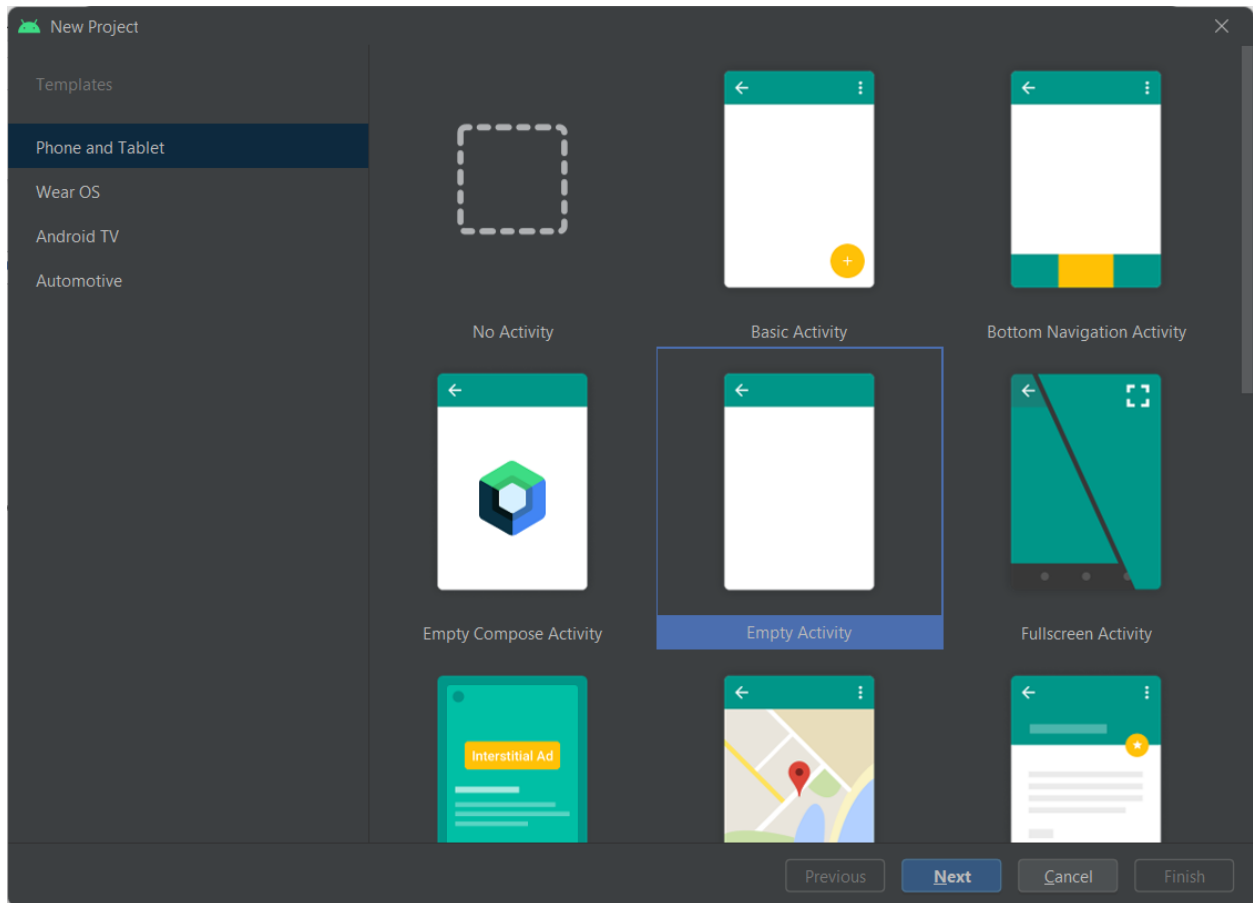 New Project
Templates
Phone and Tablet
Wear OS
Android TV
Automotive
No Activity
Basic Activity
Bottom Navigation Activity
Empty Compose Activity
Empty Activity
Fullscreen Activity
Interstitial Ad
Previous
Next
Cancel
Finish